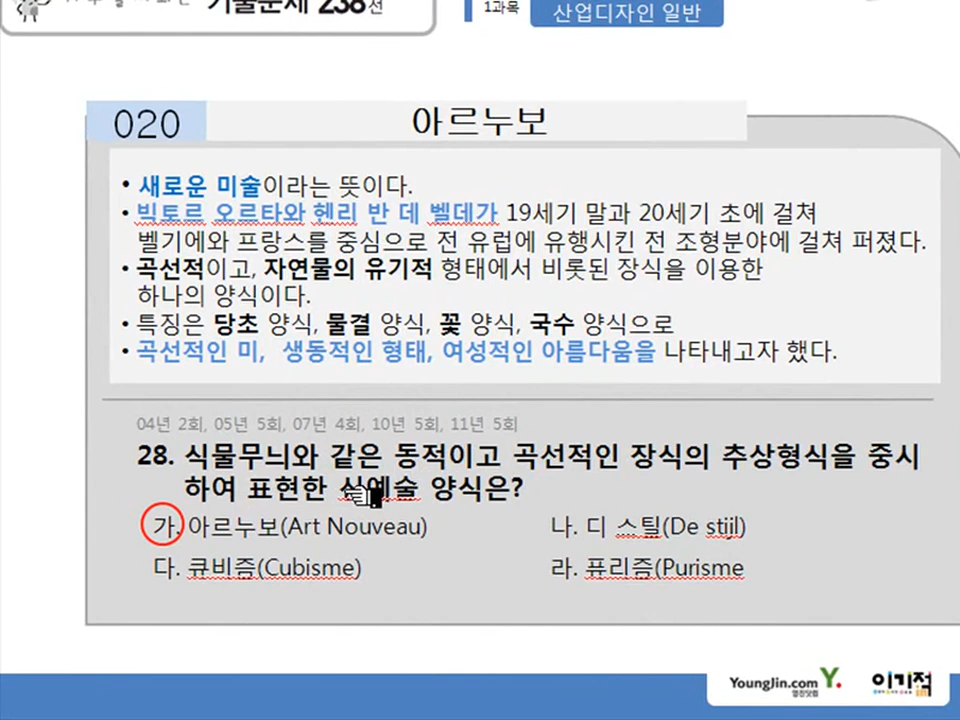 기출문제 238선
1과목
산업디자인 일반
020
아르누보
• 새로운 미술이라는 뜻이다.
• 빅토르 오르타와 헨리 반 데 벨데가 19세기 말과 20세기 초에 걸쳐
벨기에와 프랑스를 중심으로 전 유럽에 유행시킨 전 조형분야에 걸쳐 퍼졌다.
• 곡선적이고, 자연물의 유기적 형태에서 비롯된 장식을 이용한
하나의 양식이다.
• 특징은 당초 양식, 물결 양식, 꽃 양식, 국수 양식으로
• 곡선적인 미, 생동적인 형태, 여성적인 아름다움을 나타내고자 했다.
04년 2회, 05년 5회, 07년 4회, 10년 5회, 11년 5회
28. 식물무늬와 같은 동적이고 곡선적인 장식의 추상형식을 중시
하여 표현한 신예술 양식은?
가. 아르누보(Art Nouveau)
나. 디 스틸(De stijl)
다. 큐비즘(Cubisme)
라. 퓨리즘(Purisme
YoungJin.com Y.
영진닷컴
이기적
in